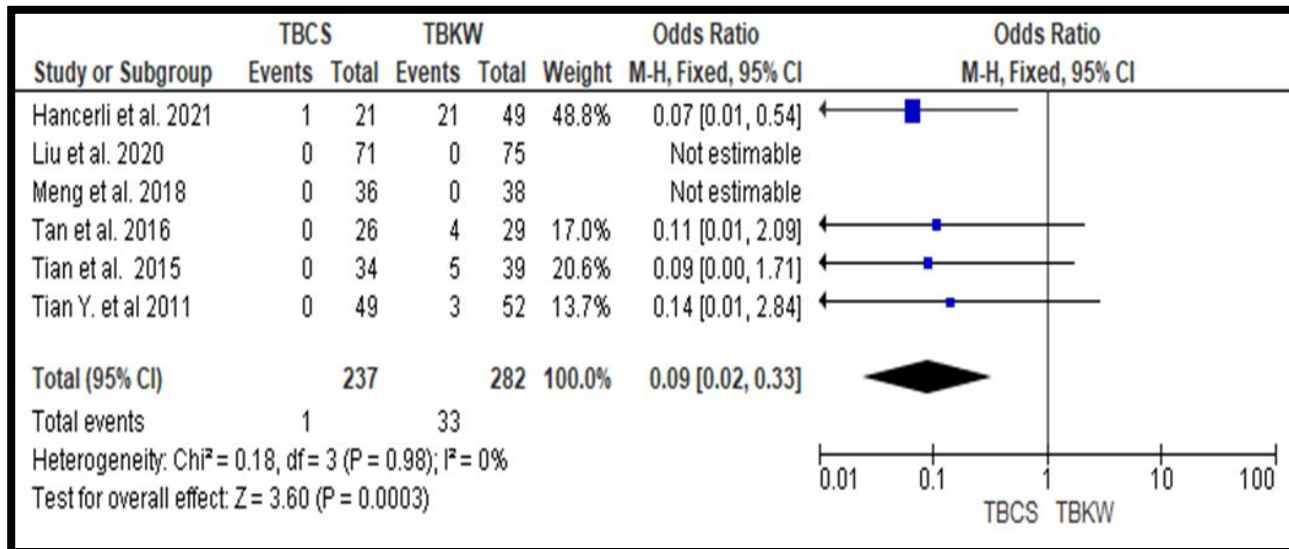 TBCS TBKW Odds Ratio Odds Ratio
Study or Subgroup Events Total Events Total Weight M-H, Fixed, 95% CI M-H, Fixed, 95% CI
Hancerli et al. 2021 1 21 21 49 48.8% 0.07 [0.01, 0.54]
Liu et al. 2020 0 71 0 75 Not estimable
Meng et al. 2018 0 36 0 38 Not estimable
Tan et al. 2016 0 26 4 29 17.0% 0.11 [0.01, 2.09]
Tian et al. 2015 0 34 5 39 20.6% 0.09 [0.00, 1.71]
Tian Y. et al 2011 0 49 3 52 13.7% 0.14 [0.01, 2.84]
Total (95% CI) 237 282 100.0% 0.09 [0.02, 0.33]
Total events 1 33
Heterogeneity: Chi² = 0.18, df = 3 (P = 0.98); I² = 0%
Test for overall effect: Z = 3.60 (P = 0.0003)
0.01 0.1 1 10 100
TBCS TBKW